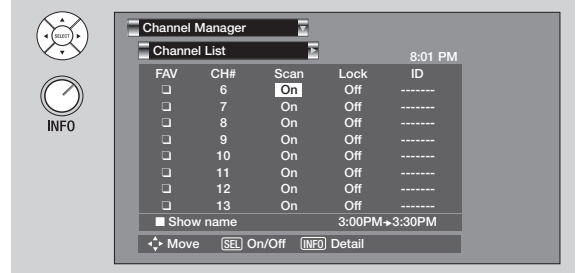 SELECT
INFO
Channel Manager
Channel List
8:01 PM
FAV CH# Scan Lock ID
❏ 6 On Off -------
❏ 7 On Off -------
❏ 8 On Off -------
❏ 9 On Off -------
❏ 10 On Off -------
❏ 11 On Off -------
❏ 12 On Off -------
❏ 13 On Off -------
■ Show name 3:00PM➔3:30PM
Move SEL On/Off INFO Detail